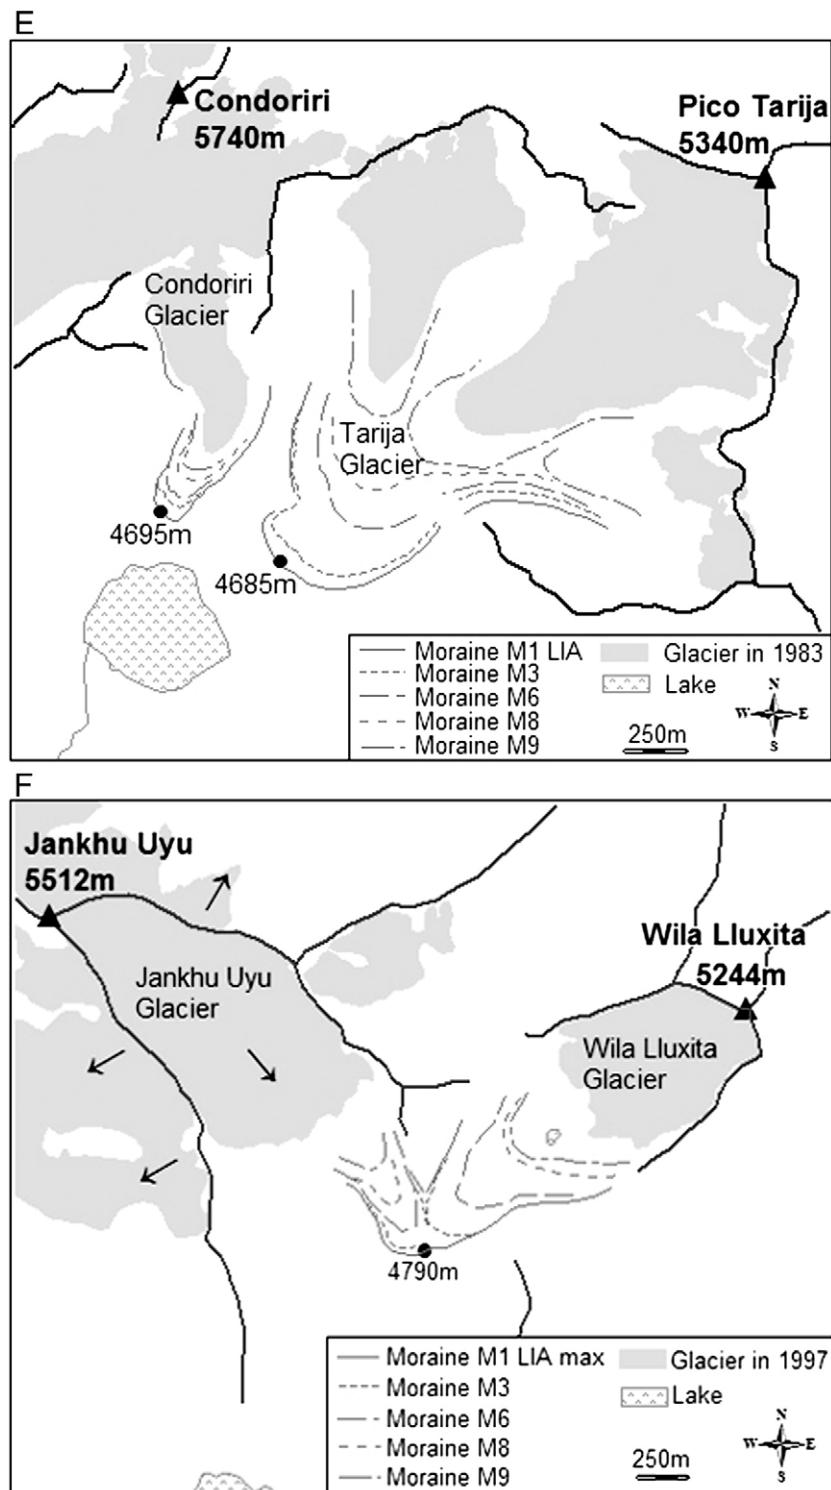 E
Condoriri
5740m
Pico Tarija
5340m
Condoriri
Glacier
Tarija
Glacier
4695m
4685m
Moraine M1 LIA
Moraine M3
Moraine M6
Moraine M8
Moraine M9
Glacier in 1983
Lake
N
W E
S
250m
F
Jankhu Uyu
5512m
Wila Lluxita
5244m
Jankhu Uyu
Glacier
Wila Lluxita
Glacier
4790m
Moraine M1 LIA max
Moraine M3
Moraine M6
Moraine M8
Moraine M9
Glacier in 1997
Lake
N
W E
S
250m